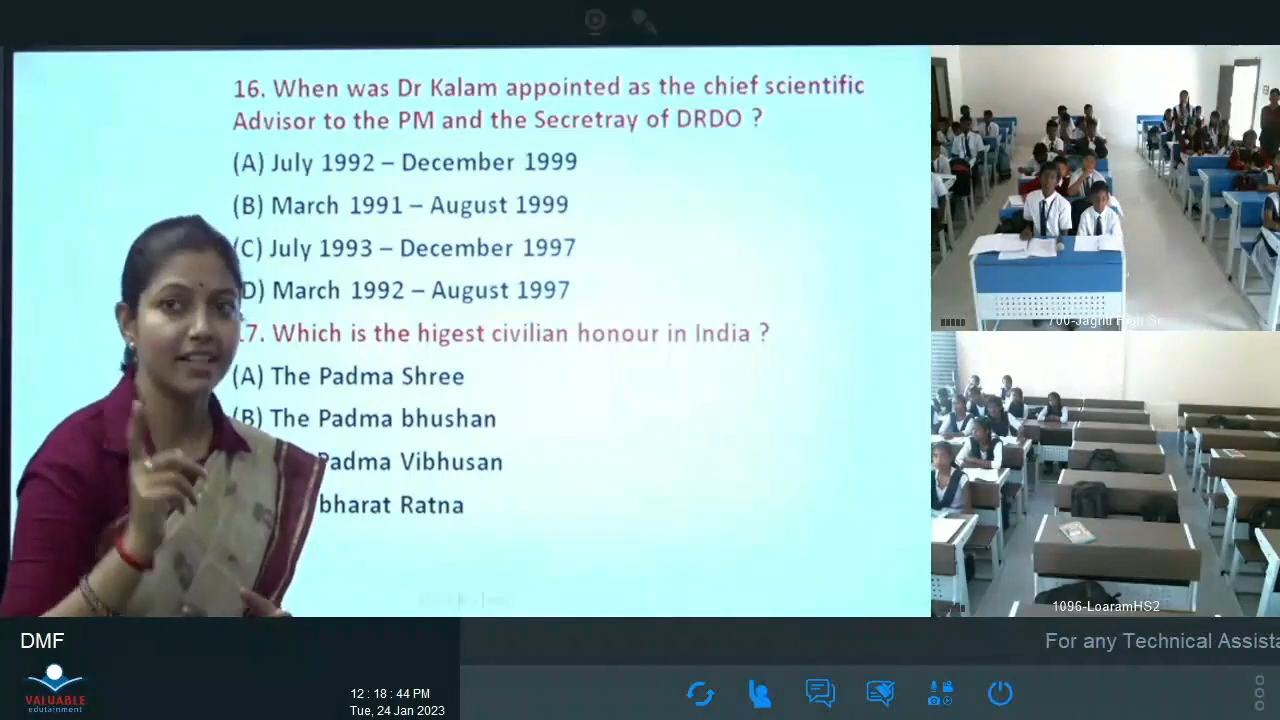 16. When was Dr Kalam appointed as the chief scientific
Advisor to the PM and the Secretray of DRDO ?
(A) July 1992 – December 1999
(B) March 1991 – August 1999
(C) July 1993 – December 1997
D) March 1992 – August 1997
17. Which is the higest civilian honour in India ?
(A) The Padma Shree
(B) The Padma bhushan
Padma Vibhusan
bharat Ratna
700-Jagriti High Sc
1096-LoaramHS2
DMF
For any Technical Assista
VALUABLE
edutainment
12 : 18 : 44 PM
Tue, 24 Jan 2023